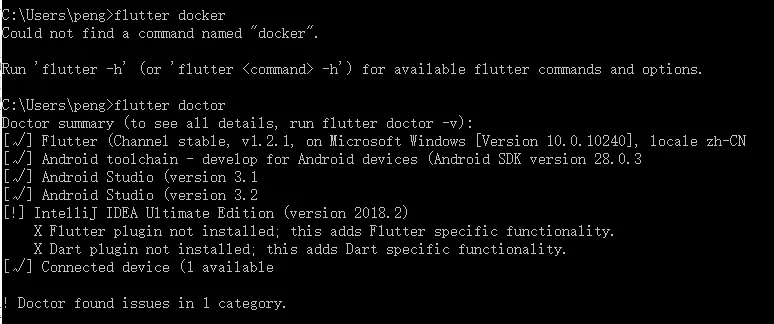 C:\Users\peng>flutter docker
Could not find a command named "docker".
Run 'flutter -h' (or 'flutter <command> -h') for available flutter commands and options.
C:\Users\peng>flutter doctor
Doctor summary (to see all details, run flutter doctor -v):
[√] Flutter (Channel stable, v1.2.1, on Microsoft Windows [Version 10.0.10240], locale zh-CN
[√] Android toolchain - develop for Android devices (Android SDK version 28.0.3
[√] Android Studio (version 3.1
[√] Android Studio (version 3.2
[!] IntelliJ IDEA Ultimate Edition (version 2018.2)
X Flutter plugin not installed; this adds Flutter specific functionality.
X Dart plugin not installed; this adds Dart specific functionality.
[√] Connected device (1 available
! Doctor found issues in 1 category.